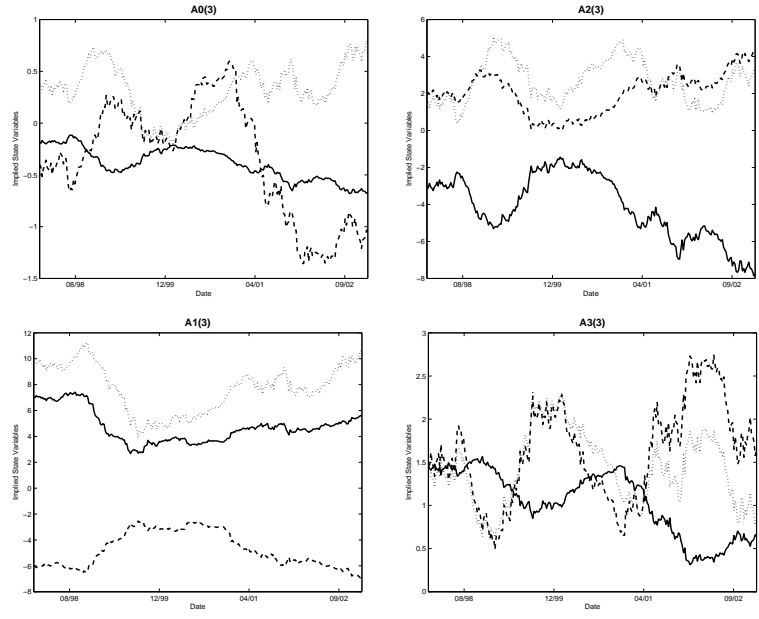 A0(3)
1
0.5
0
−0.5
−1
−1.5
Implied State Variables
08/98 12/99 04/01 09/02
Date
A2(3)
6
4
2
0
−2
−4
−6
−8
Implied State Variables
08/98 12/99 04/01 09/02
Date
A1(3)
12
10
8
6
4
2
0
−2
−4
−6
−8
Implied State Variables
08/98 12/99 04/01 09/02
Date
A3(3)
3
2.5
2
1.5
1
0.5
0
Implied State Variables
08/98 12/99 04/01 09/02
Date